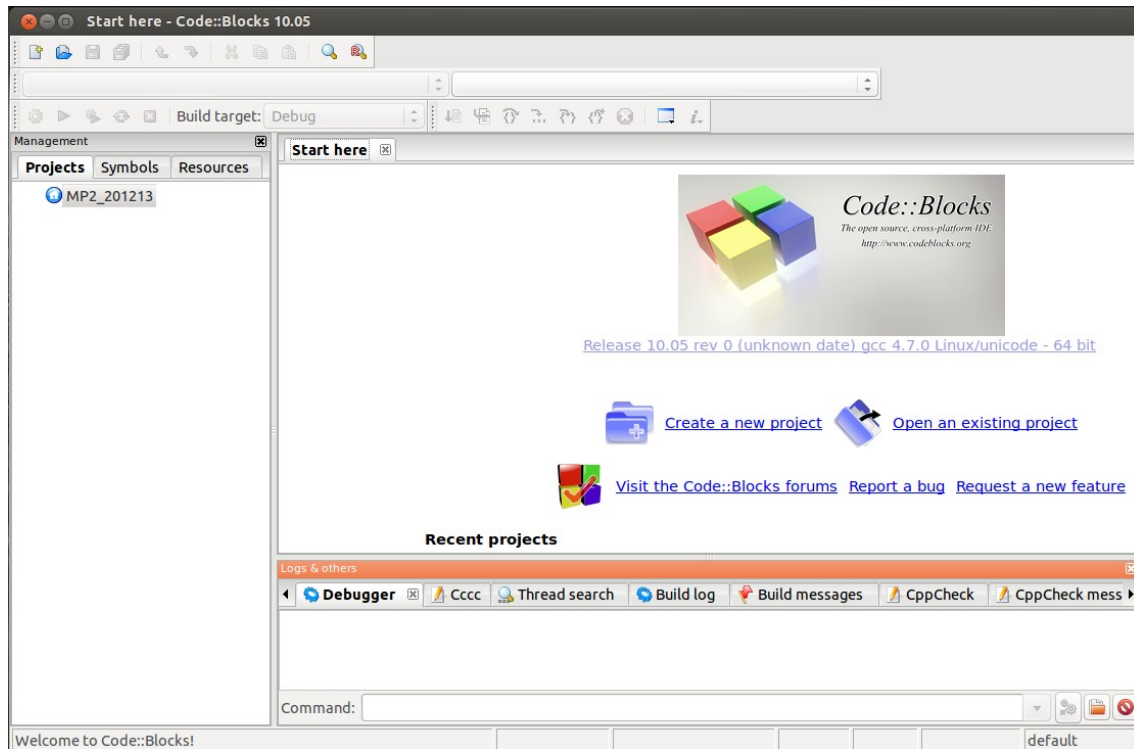 Start here - Code::Blocks 10.05
Build target: Debug
Management
Projects Symbols Resources
MP2_201213
Start here
Code::Blocks
The open source, cross-platform IDE
http://www.codeblocks.org
Release 10.05 rev 0 (unknown date) gcc 4.7.0 Linux/unicode - 64 bit
Create a new project Open an existing project
Visit the Code::Blocks forums Report a bug Request a new feature
Recent projects
Logs & others
Debugger Cccc Thread search Build log Build messages CppCheck CppCheck mess
Command:
Welcome to Code::Blocks! default